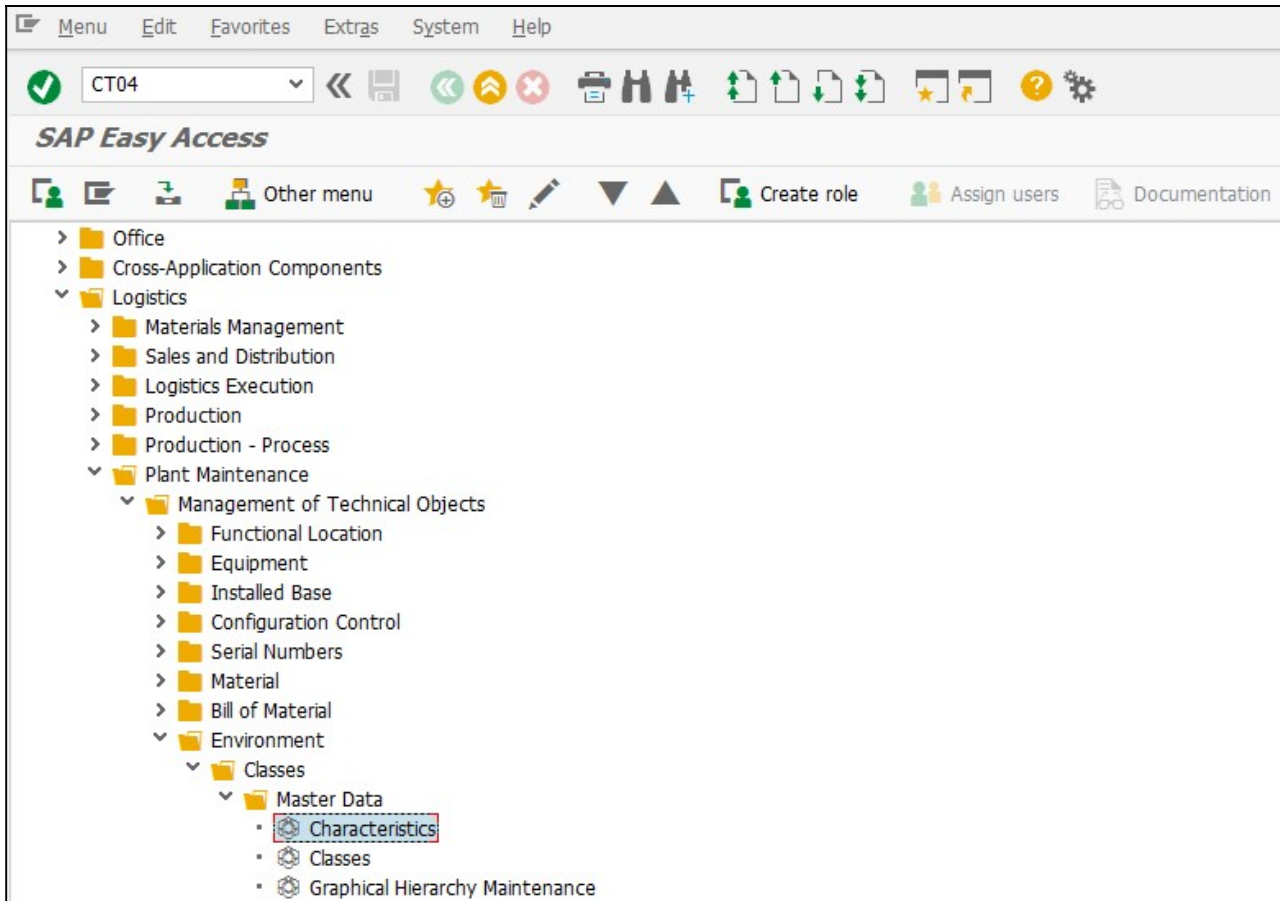 Menu Edit Favorites Extras System Help
CT04
SAP Easy Access
Other menu Create role Assign users Documentation
Office
Cross-Application Components
Logistics
Materials Management
Sales and Distribution
Logistics Execution
Production
Production - Process
Plant Maintenance
Management of Technical Objects
Functional Location
Equipment
Installed Base
Configuration Control
Serial Numbers
Material
Bill of Material
Environment
Classes
Master Data
Characteristics
Classes
Graphical Hierarchy Maintenance